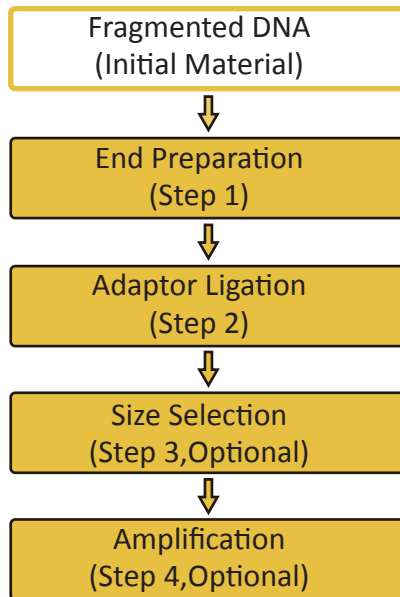 Fragmented DNA
(Initial Material)
End Preparation
(Step 1)
Adaptor Ligation
(Step 2)
Size Selection
(Step 3,Optional)
Amplification
(Step 4,Optional)